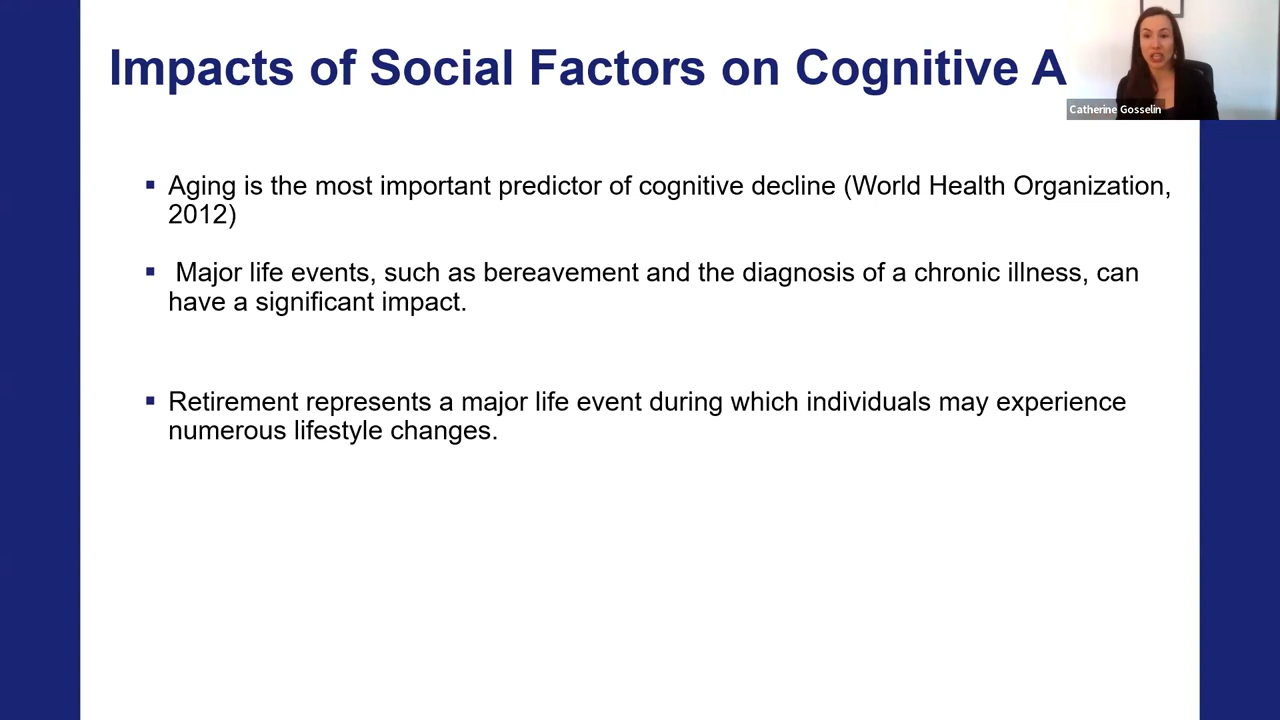 Impacts of Social Factors on Cognitive A
Catherine Gosselin
▪ Aging is the most important predictor of cognitive decline (World Health Organization,
2012)
▪ Major life events, such as bereavement and the diagnosis of a chronic illness, can
have a significant impact.
▪ Retirement represents a major life event during which individuals may experience
numerous lifestyle changes.